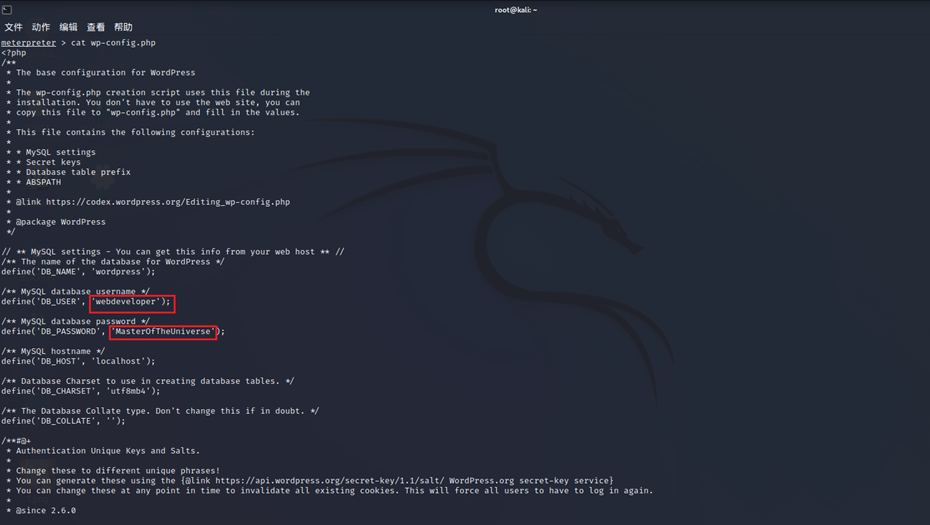 root@kali: ~
文件 动作 编辑 查看 帮助
meterpreter > cat wp-config.php
<?php
/**
 * The base configuration for WordPress
 *
 * The wp-config.php creation script uses this file during the
 * installation. You don't have to use the web site, you can
 * copy this file to "wp-config.php" and fill in the values.
 *
 * This file contains the following configurations:
 *
 * * MySQL settings
 * * Secret keys
 * * Database table prefix
 * * ABSPATH
 *
 * @link https://codex.wordpress.org/Editing_wp-config.php
 *
 * @package WordPress
 */

// ** MySQL settings - You can get this info from your web host ** //
/** The name of the database for WordPress */
define('DB_NAME', 'wordpress');

/** MySQL database username */
define('DB_USER', 'webdeveloper');

/** MySQL database password */
define('DB_PASSWORD', 'MasterOfTheUniverse');

/** MySQL hostname */
define('DB_HOST', 'localhost');

/** Database Charset to use in creating database tables. */
define('DB_CHARSET', 'utf8mb4');

/** The Database Collate type. Don't change this if in doubt. */
define('DB_COLLATE', '');

/**#@+
 * Authentication Unique Keys and Salts.
 *
 * Change these to different unique phrases!
 * You can generate these using the {@link https://api.wordpress.org/secret-key/1.1/salt/ WordPress.org secret-key service}
 * You can change these at any point in time to invalidate all existing cookies. This will force all users to have to log in again.
 *
 * @since 2.6.0